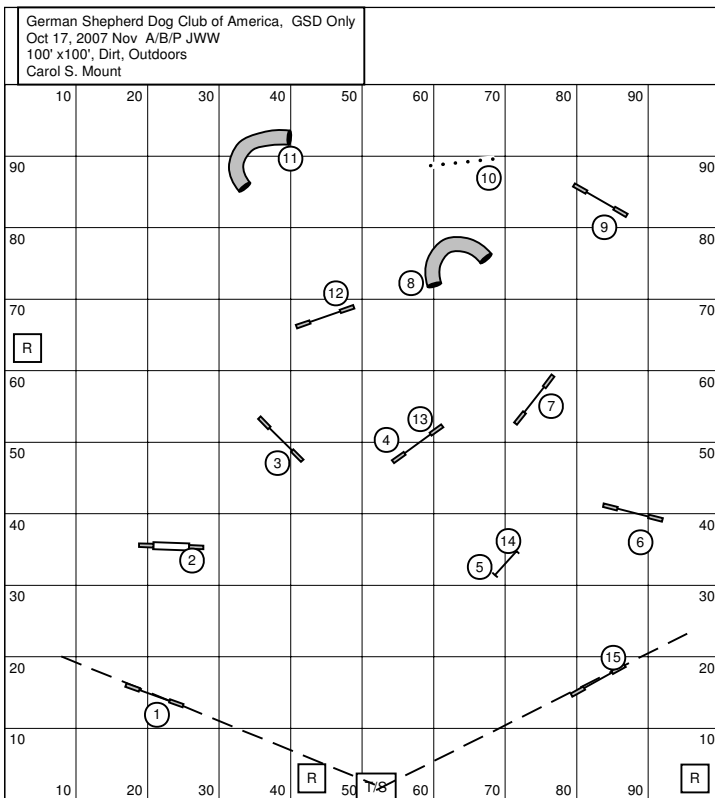 German Shepherd Dog Club of America, GSD Only
Oct 17, 2007 Nov A/B/P JWW
100' x100', Dirt, Outdoors
Carol S. Mount
10 20 30 40 50 60 70 80 90
11
10
90 90
9
80 80
8
12
70 70
R
60 60
7
13
4
50 50
3
40 40
6
14
2
5
30 30
20 20
15
1
10 10
R
T/S
R
10 20 30 40 50 60 70 80 90